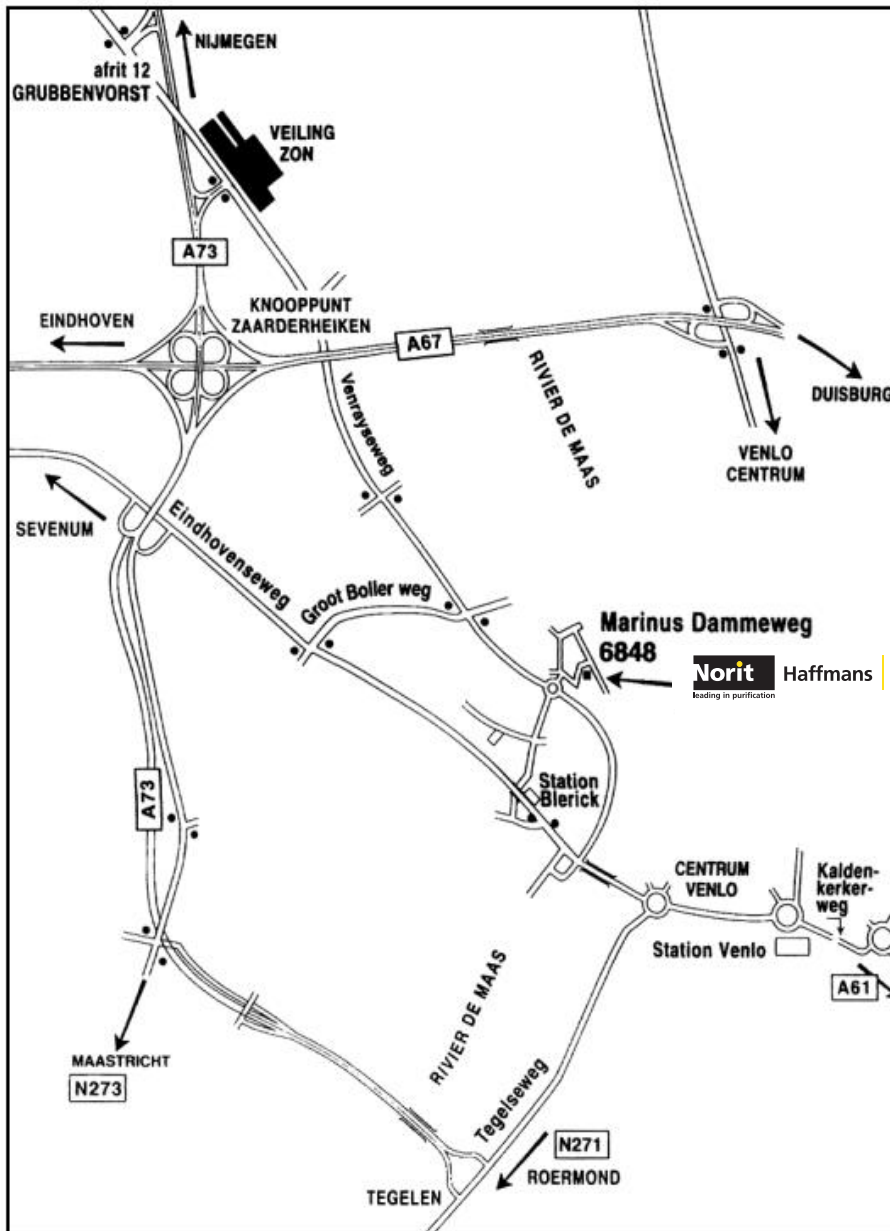 NIJMEGEN
afrit 12
GRUBBENVORST
VEILING
ZON
A73
KNOOPPUNT
ZAARDERHEIKEN
EINDHOVEN
A67
RIVIER DE MAAS
DUISBURG
Venrayseweg
VENLO
CENTRUM
SEVENUM
Eindhovenseweg
Groot Boller weg
Marinus Dammeweg
6848
Norit Haffmans
leading in purification
Station
Blerick
A73
CENTRUM
VENLO
Kalden-
kerker-
weg
Station Venlo
A61
RIVIER DE MAAS
MAASTRICHT
N273
Tegelseweg
N271
ROERMOND
TEGELEN